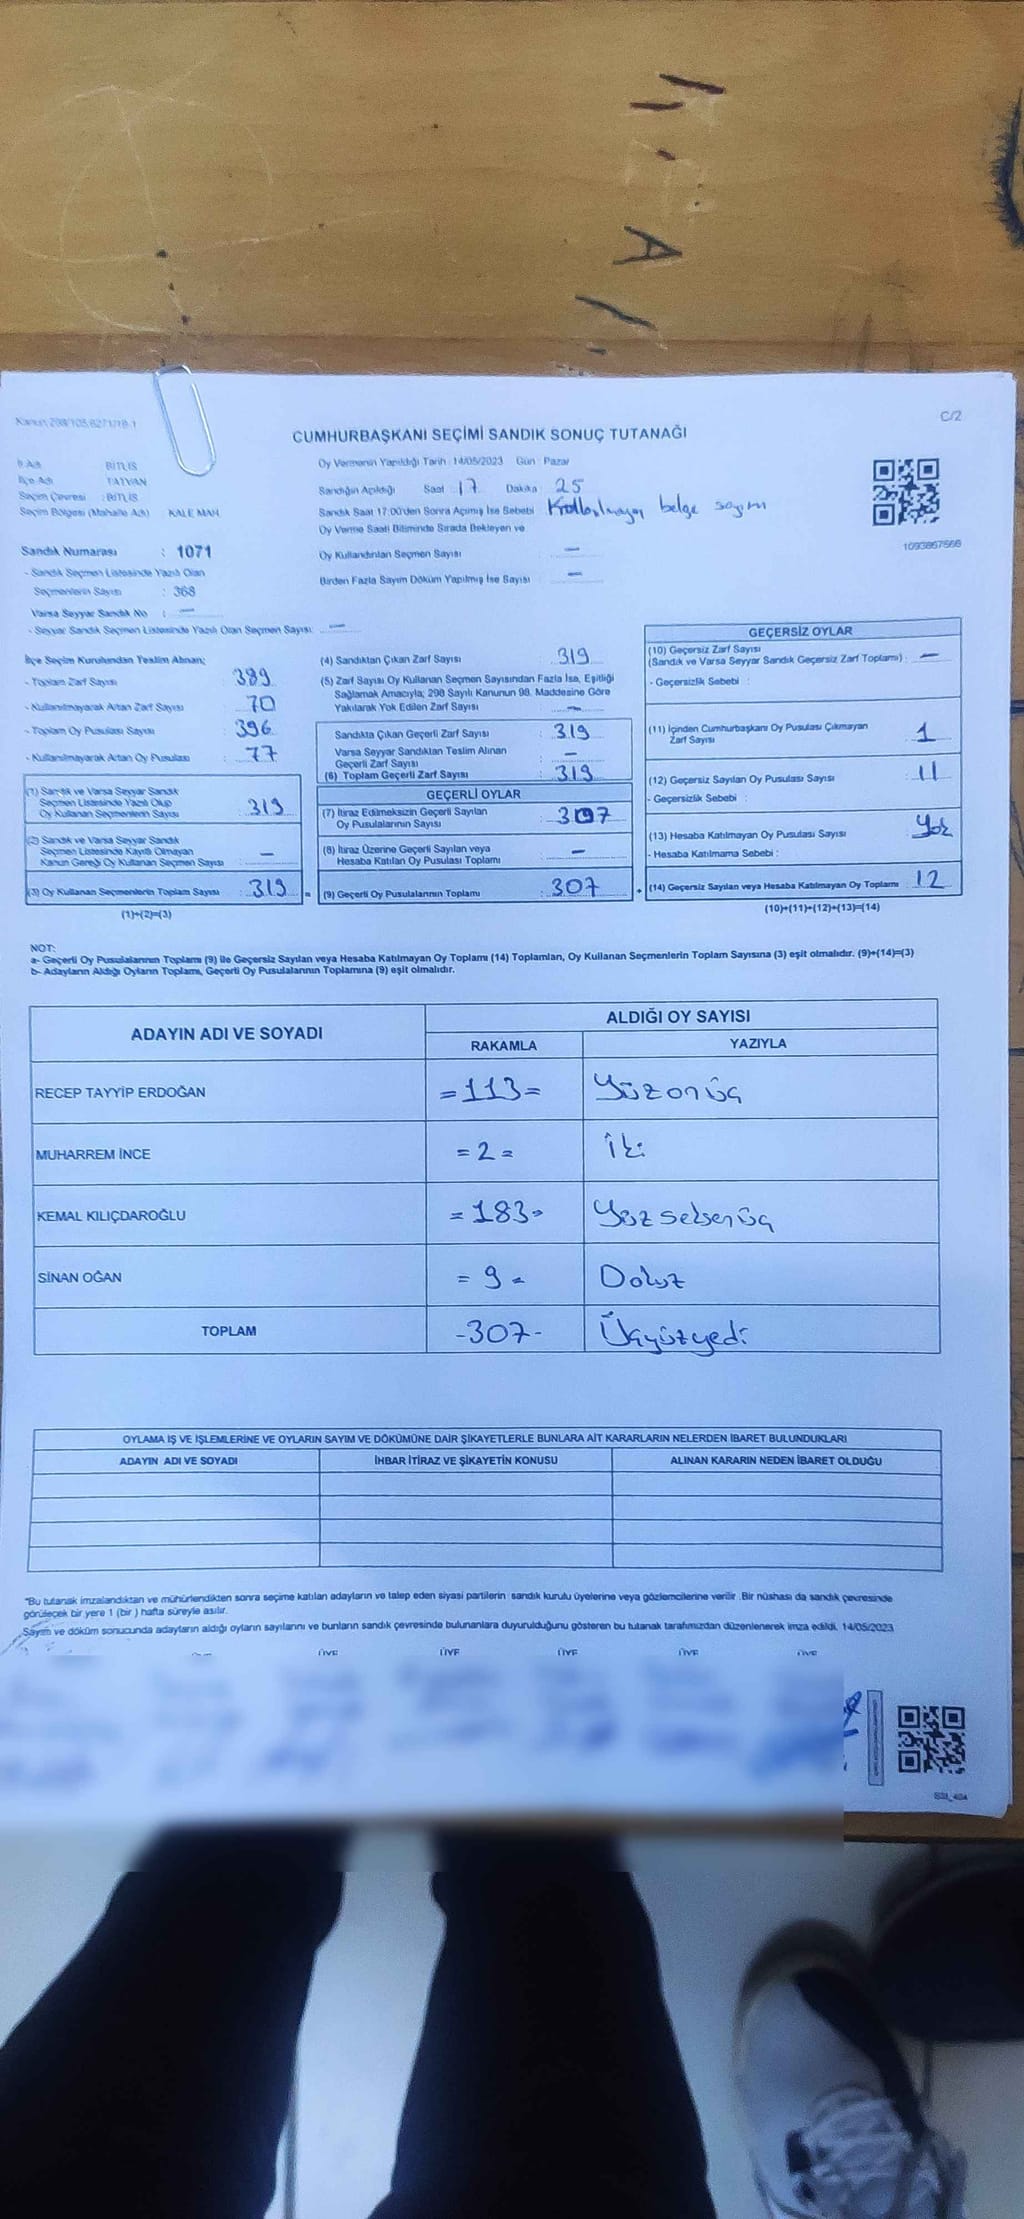 Kanun:298/105,6271/19-1
C/2
CUMHURBAŞKANI SEÇİMİ SANDIK SONUÇ TUTANAĞI
İl Adı BİTLİS
İlçe Adı TATVAN
Seçim Çevresi : BİTLİS
Seçim Bölgesi (Mahalle Adı) KALE MAH.
Sandık Numarası : 1071
- Sandık Seçmen Listesinde Yazılı Olan
Seçmenlerin Sayısı : 368
Varsa Seyyar Sandık No : —
- Seyyar Sandık Seçmen Listesinde Yazılı Olan Seçmen Sayısı: —
Oy Vermenin Yapıldığı Tarih : 14/05/2023 Gün : Pazar
Sandığın Açıldığı Saat 17 Dakika 25
Sandık Saat 17:00'den Sonra Açımış İse Sebebi Kullanılmayan belge sayım
Oy Verme Saati Bitiminde Sırada Bekleyen ve
Oy Kullandırılan Seçmen Sayısı —
Birden Fazla Sayım Döküm Yapılmış İse Sayısı —
1093867566
İlçe Seçim Kurulundan Teslim Alınan;
- Toplam Zarf Sayısı : 389
- Kullanılmayarak Artan Zarf Sayısı : 70
- Toplam Oy Pusulası Sayısı : 396
- Kullanılmayarak Artan Oy Pusulası : 77
(1) Sandık ve Varsa Seyyar Sandık
Seçmen Listesinde Yazılı Olup
Oy Kullanan Seçmenlerin Sayısı : 319
(2) Sandık ve Varsa Seyyar Sandık
Seçmen Listesinde Kayıtlı Olmayan
Kanun Gereği Oy Kullanan Seçmen Sayısı : —
(3) Oy Kullanan Seçmenlerin Toplam Sayısı : 319 =
(1)+(2)=(3)
(4) Sandıktan Çıkan Zarf Sayısı : 319
(5) Zarf Sayısı Oy Kullanan Seçmen Sayısından Fazla İse, Eşitliği
Sağlamak Amacıyla; 298 Sayılı Kanunun 98. Maddesine Göre
Yakılarak Yok Edilen Zarf Sayısı : —
Sandıkta Çıkan Geçerli Zarf Sayısı : 319
Varsa Seyyar Sandıktan Teslim Alınan
Geçerli Zarf Sayısı : —
(6) Toplam Geçerli Zarf Sayısı : 319
GEÇERLİ OYLAR
(7) İtiraz Edilmeksizin Geçerli Sayılan
Oy Pusulalarının Sayısı : 307
(8) İtiraz Üzerine Geçerli Sayılan veya
Hesaba Katılan Oy Pusulası Toplamı : —
(9) Geçerli Oy Pusulalarının Toplamı : 307 +
GEÇERSİZ OYLAR
(10) Geçersiz Zarf Sayısı
(Sandık ve Varsa Seyyar Sandık Geçersiz Zarf Toplamı) : —
- Geçersizlik Sebebi :
(11) İçinden Cumhurbaşkanı Oy Pusulası Çıkmayan
Zarf Sayısı : 1
(12) Geçersiz Sayılan Oy Pusulası Sayısı : 11
- Geçersizlik Sebebi :
(13) Hesaba Katılmayan Oy Pusulası Sayısı : Yok
- Hesaba Katılmama Sebebi :
(14) Geçersiz Sayılan veya Hesaba Katılmayan Oy Toplamı : 12
(10)+(11)+(12)+(13)=(14)
NOT:
a- Geçerli Oy Pusulalarının Toplamı (9) ile Geçersiz Sayılan veya Hesaba Katılmayan Oy Toplamı (14) Toplamları, Oy Kullanan Seçmenlerin Toplam Sayısına (3) eşit olmalıdır. (9)+(14)=(3)
b- Adayların Aldığı Oyların Toplamı, Geçerli Oy Pusulalarının Toplamına (9) eşit olmalıdır.
ADAYIN ADI VE SOYADI ALDIĞI OY SAYISI
RAKAMLA YAZIYLA
RECEP TAYYİP ERDOĞAN =113= Yüzonüç
MUHARREM İNCE =2= İki
KEMAL KILIÇDAROĞLU =183= Yüzseksenüç
SİNAN OĞAN =9= Dokuz
TOPLAM -307- Üçyüzyedi
OYLAMA İŞ VE İŞLEMLERİNE VE OYLARIN SAYIM VE DÖKÜMÜNE DAİR ŞİKAYETLERLE BUNLARA AİT KARARLARIN NELERDEN İBARET BULUNDUKLARI
ADAYIN ADI VE SOYADI İHBAR İTİRAZ VE ŞİKAYETİN KONUSU ALINAN KARARIN NEDEN İBARET OLDUĞU
*Bu tutanak imzalandıktan ve mühürlendikten sonra seçime katılan adayların ve talep eden siyasi partilerin sandık kurulu üyelerine veya gözlemcilerine verilir. Bir nüshası da sandık çevresinde
görülecek bir yere 1 (bir ) hafta süreyle asılır.
Sayım ve döküm sonucunda adayların aldığı oyların sayılarını ve bunların sandık çevresinde bulunanlara duyurulduğunu gösteren bu tutanak tarafımızdan düzenlenerek imza edildi. 14/05/2023
ÜYE ÜYE ÜYE ÜYE ÜYE